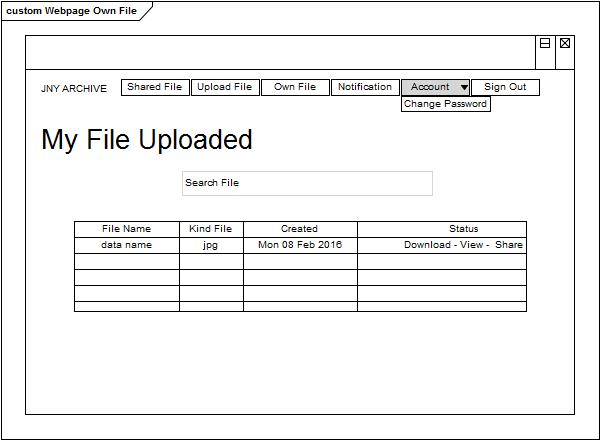 custom Webpage Own File
JNY ARCHIVE Shared File Upload File Own File Notification Account Sign Out
Change Password
My File Uploaded
Search File
File Name Kind File Created Status
data name jpg Mon 08 Feb 2016 Download - View - Share